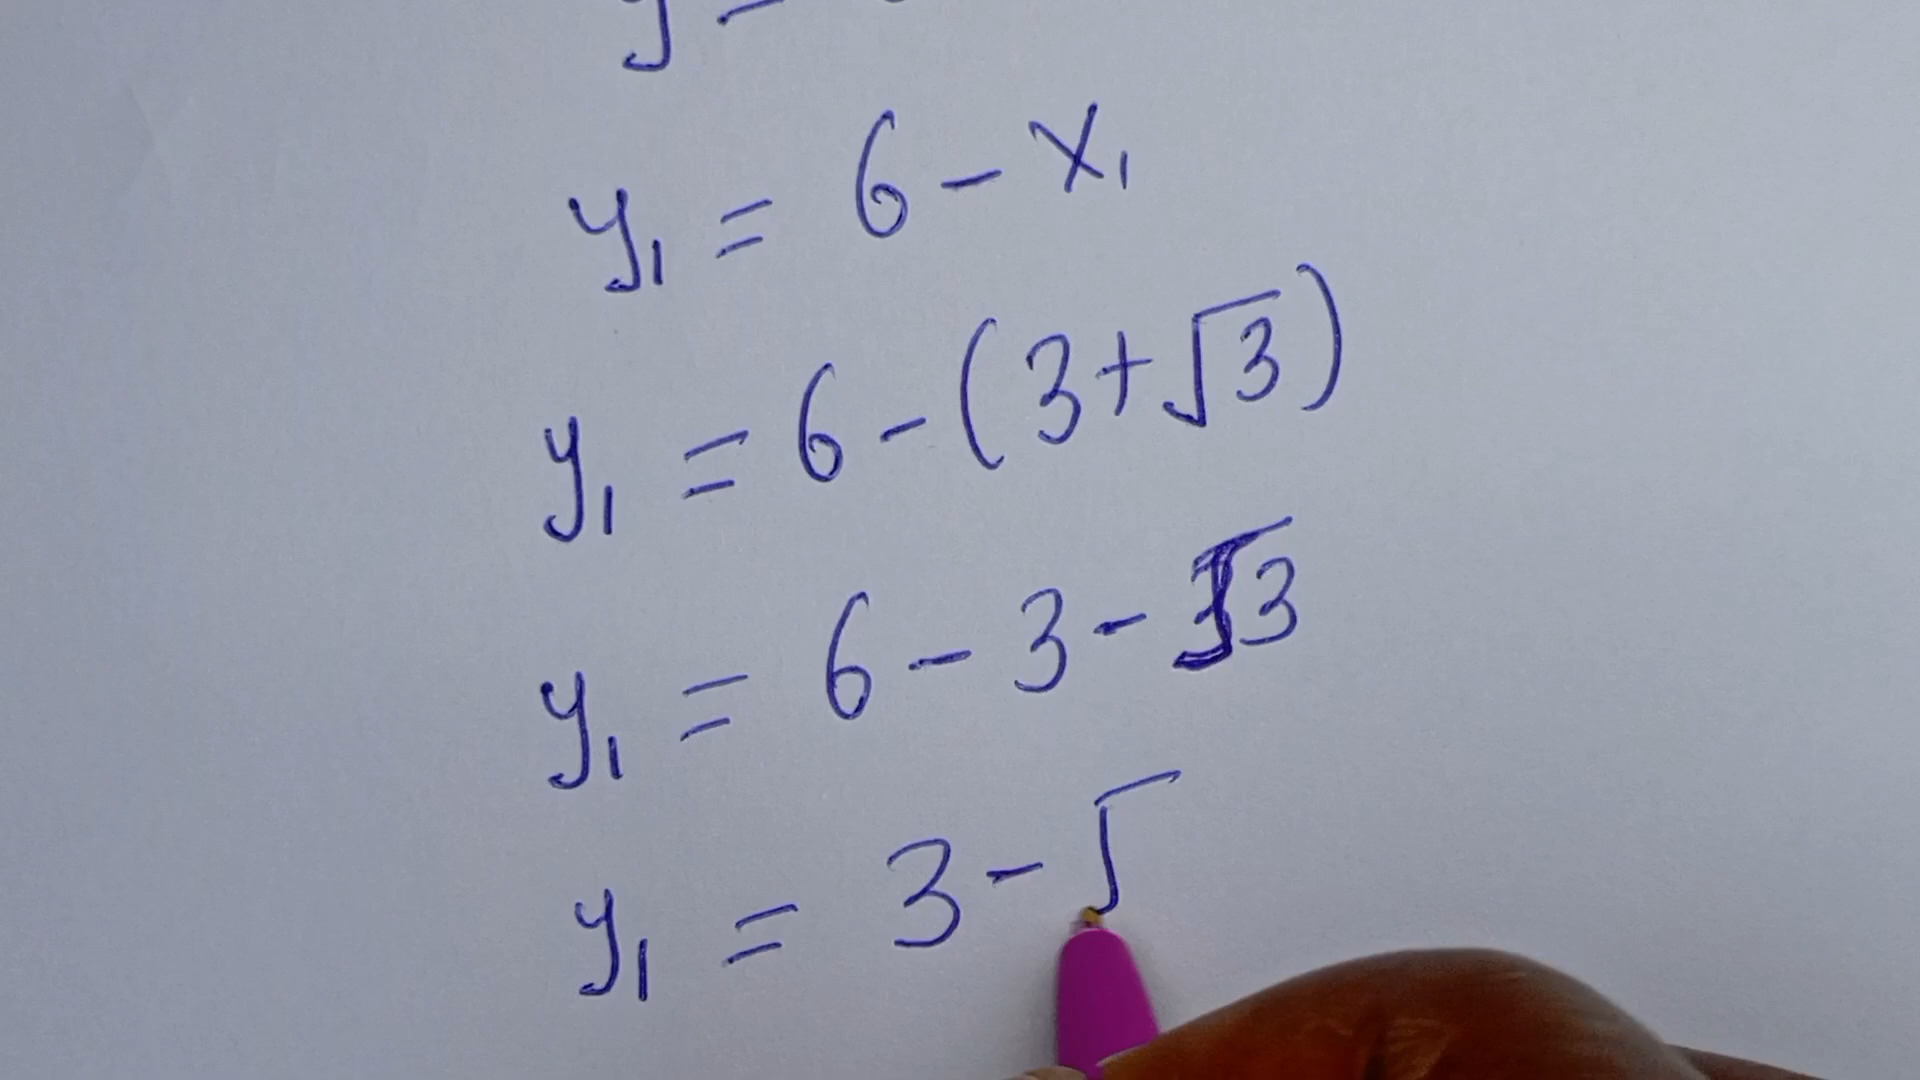 y =
y₁ = 6 - x₁
y₁ = 6 - (3 + √3)
y₁ = 6 - 3 - √3
y₁ = 3 - √